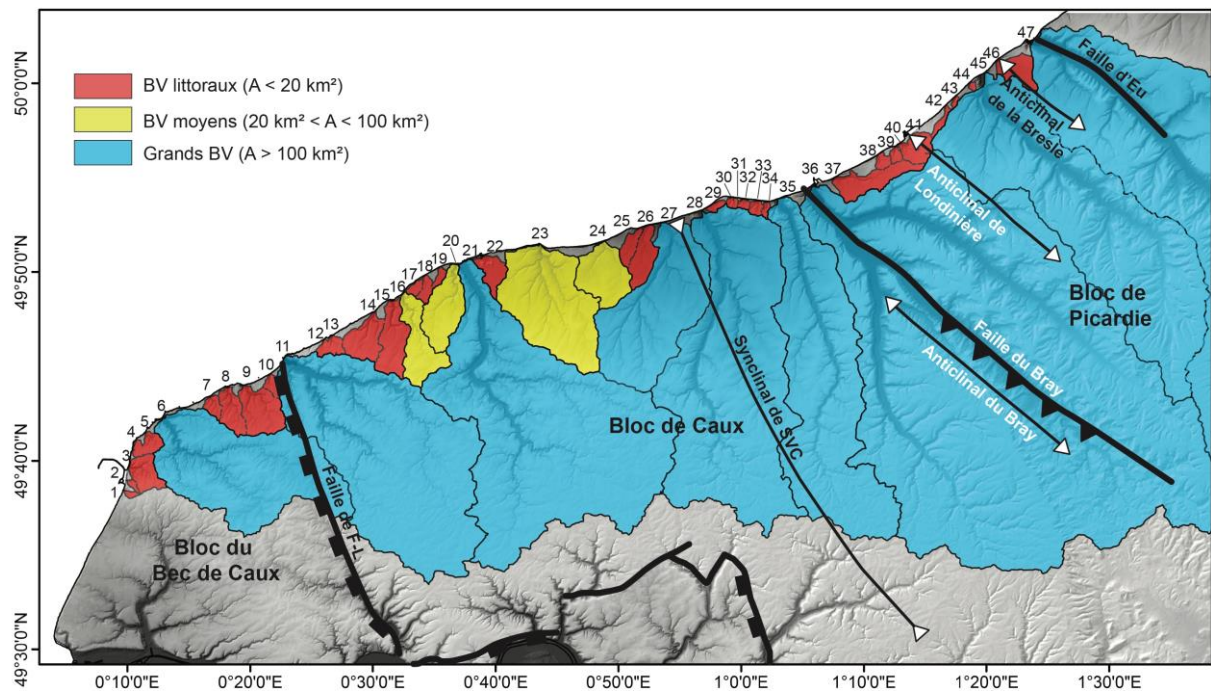 BV littoraux (A < 20 km²)
BV moyens (20 km² < A < 100 km²)
Grands BV (A > 100 km²)
50°0'0"N
49°50'0"N
49°40'0"N
49°30'0"N
1
2
3
4
5
6
7
8
9
10
11
12
13
14
15
16
17
18
19
20
21
22
23
24
25
26
27
28
29
30
31
32
33
34
35
36
37
38
39
40
41
42
43
44
45
46
47
Faille d'Eu
Anticlinal
de la Bresle
Anticlinal de
Londinière
Bloc de
Picardie
Faille du Bray
Anticlinal du Bray
Synclinal de SVC
Bloc de Caux
Faille de F-L
Bloc du
Bec de Caux
0°10'0"E
0°20'0"E
0°30'0"E
0°40'0"E
0°50'0"E
1°0'0"E
1°10'0"E
1°20'0"E
1°30'0"E